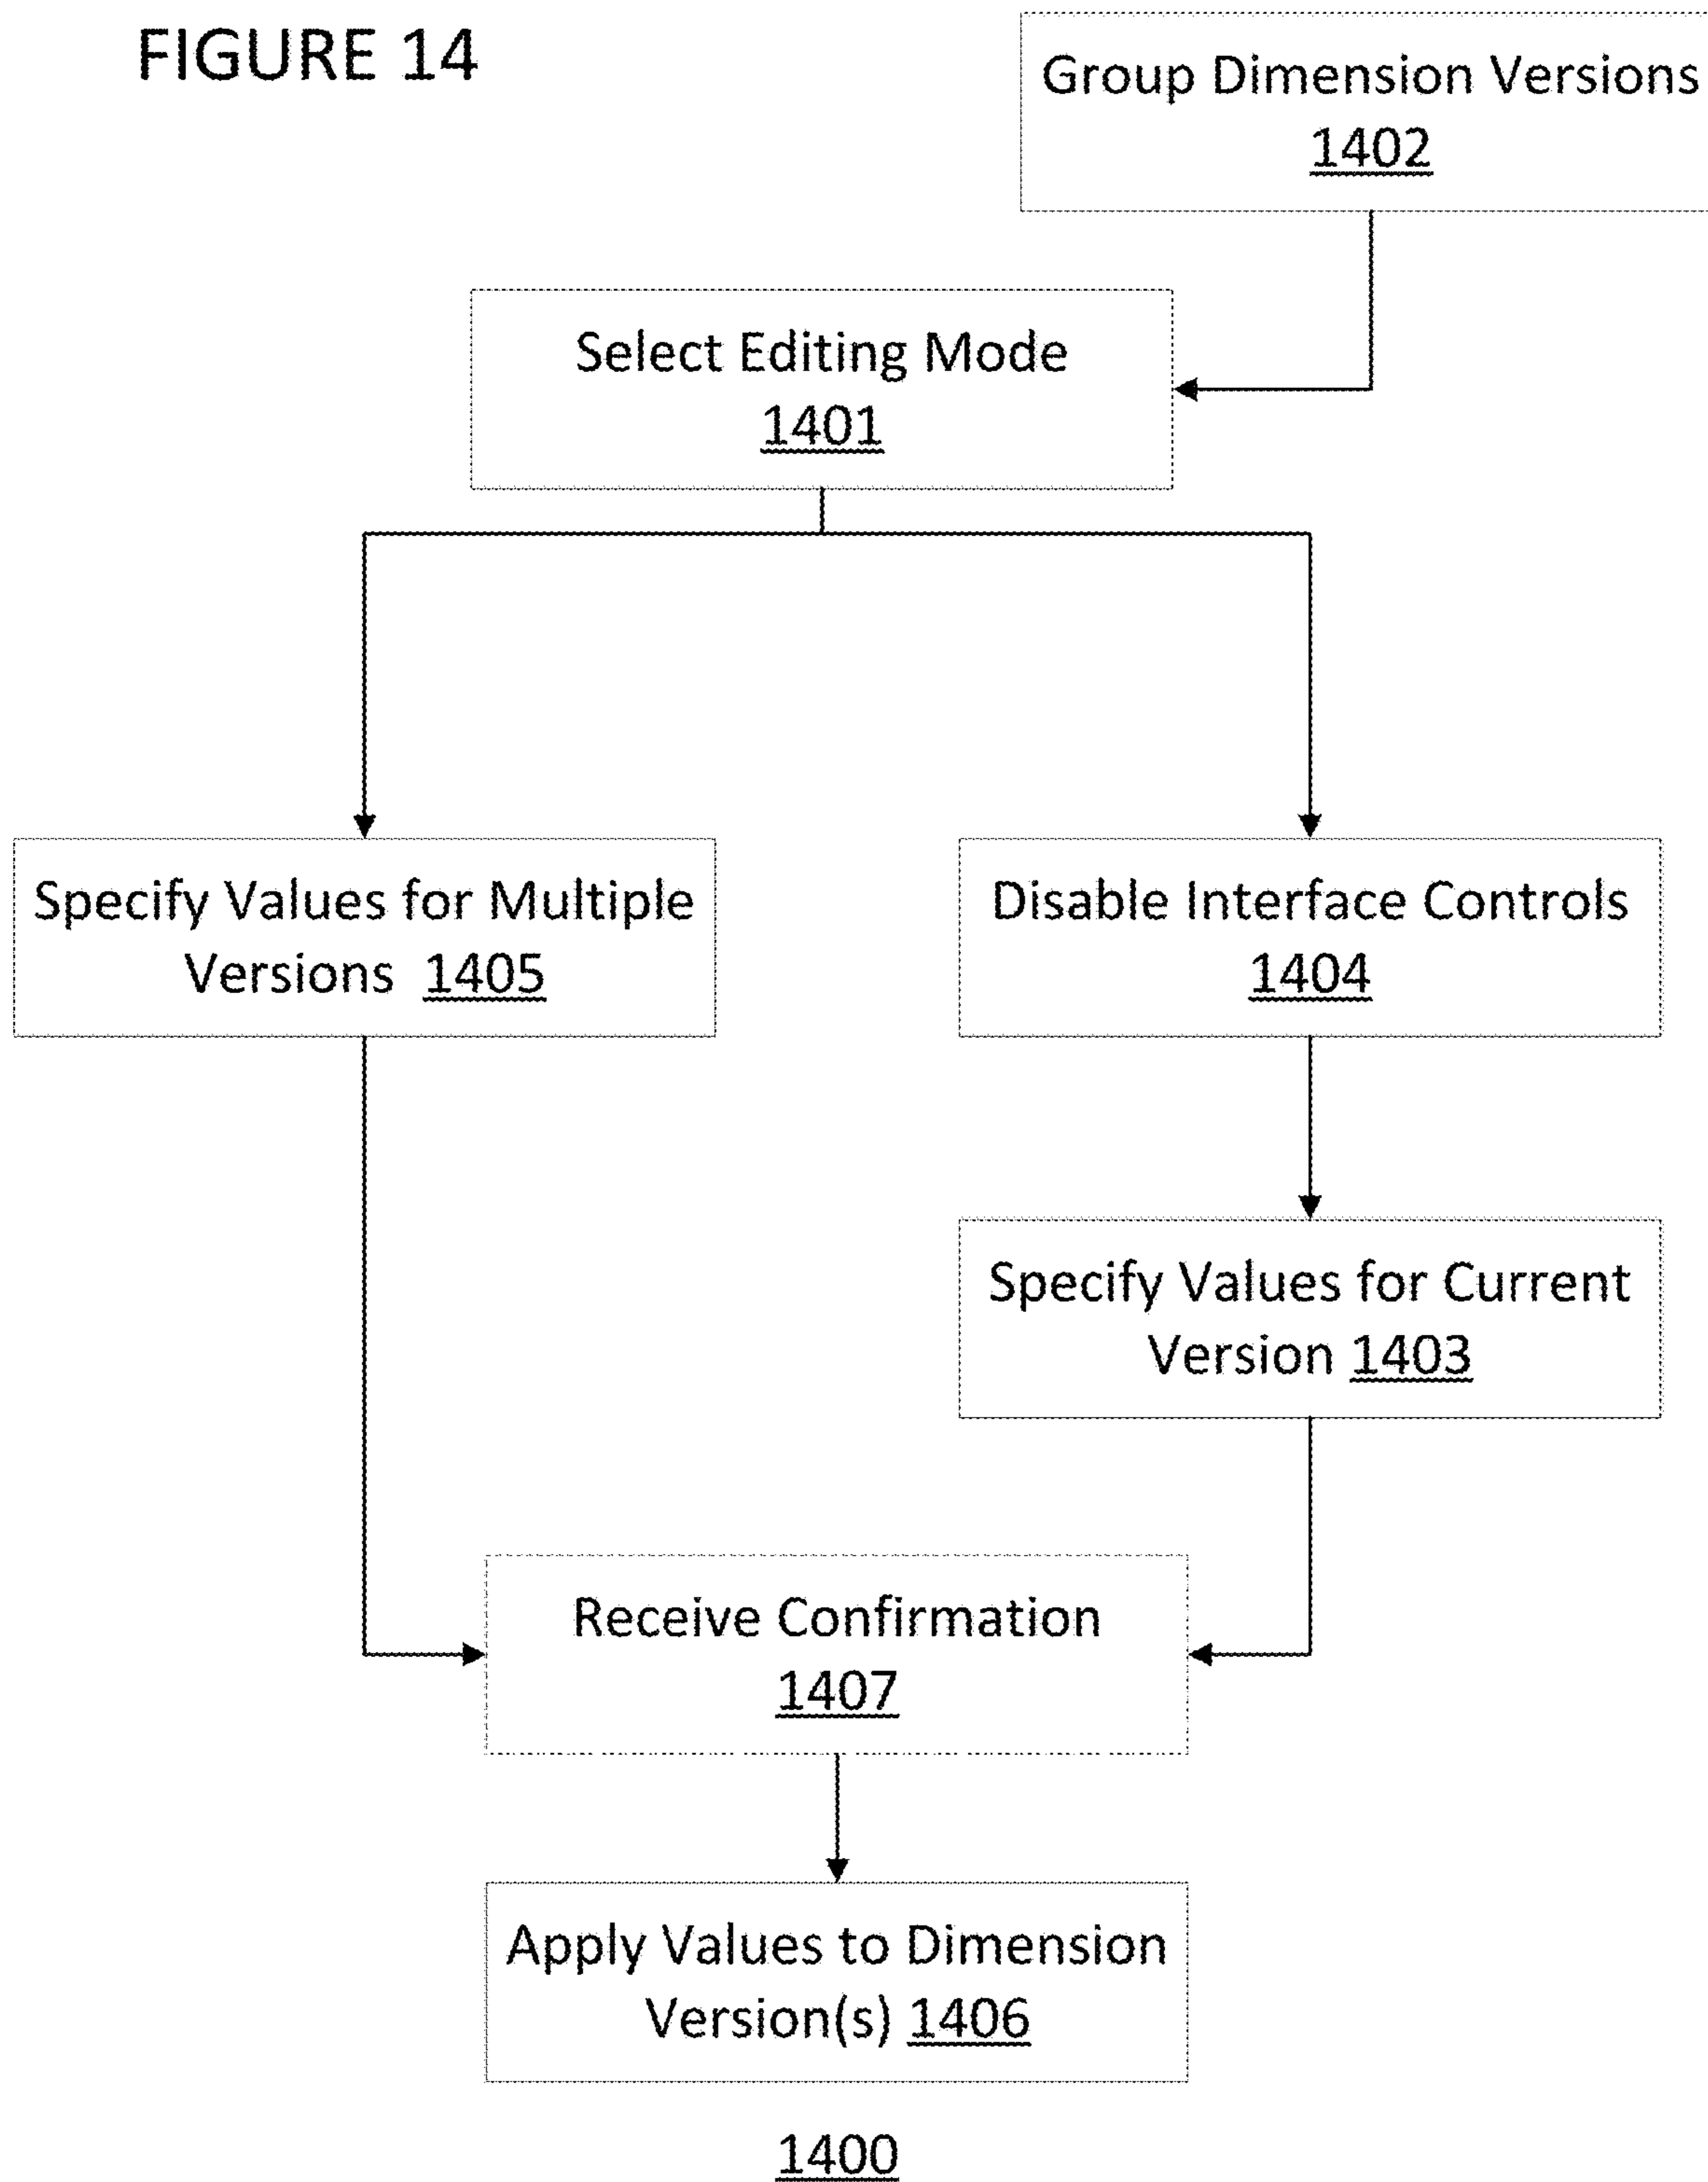 FIGURE 14
Group Dimension Versions
1402
Select Editing Mode
1401
Specify Values for Multiple
Versions 1405
Disable Interface Controls
1404
Specify Values for Current
Version 1403
Receive Confirmation
1407
Apply Values to Dimension
Version(s) 1406
1400